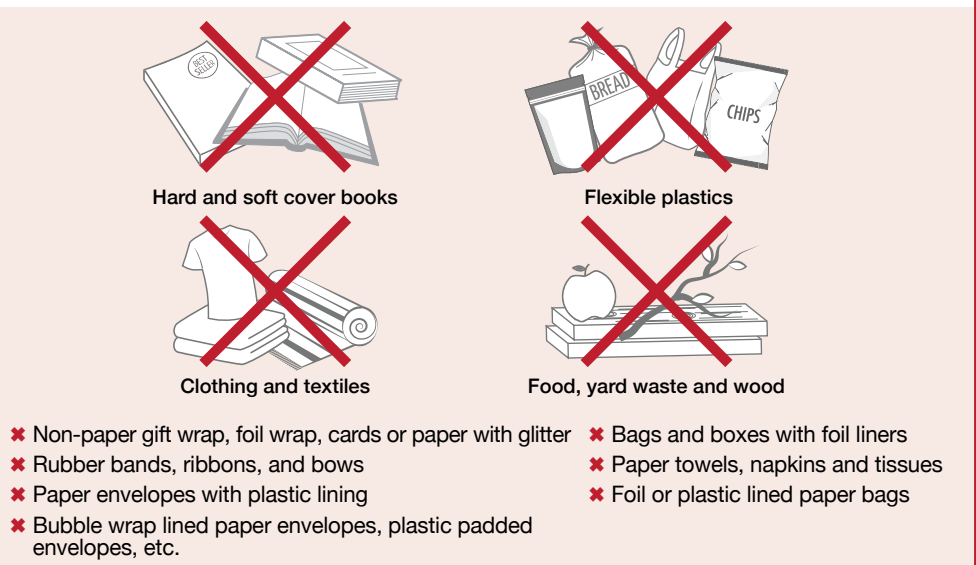 BEST
SELLER
BREAD
CHIPS
Hard and soft cover books
Flexible plastics
Clothing and textiles
Food, yard waste and wood
✖ Non-paper gift wrap, foil wrap, cards or paper with glitter
✖ Rubber bands, ribbons, and bows
✖ Paper envelopes with plastic lining
✖ Bubble wrap lined paper envelopes, plastic padded
envelopes, etc.
✖ Bags and boxes with foil liners
✖ Paper towels, napkins and tissues
✖ Foil or plastic lined paper bags